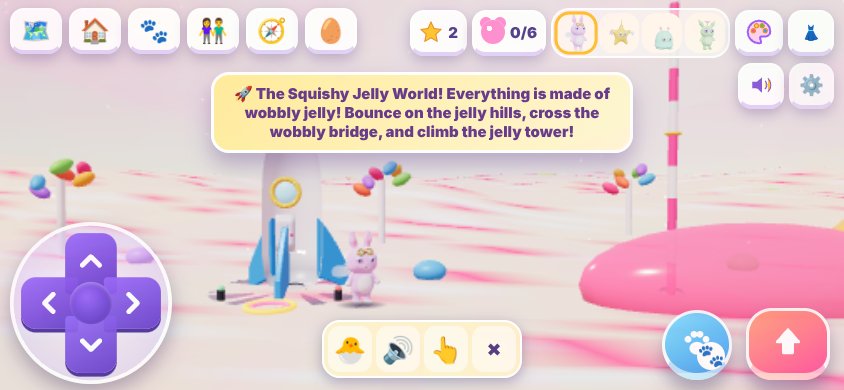 2
0/6
🚀 The Squishy Jelly World! Everything is made of
wobbly jelly! Bounce on the jelly hills, cross the
wobbly bridge, and climb the jelly tower!